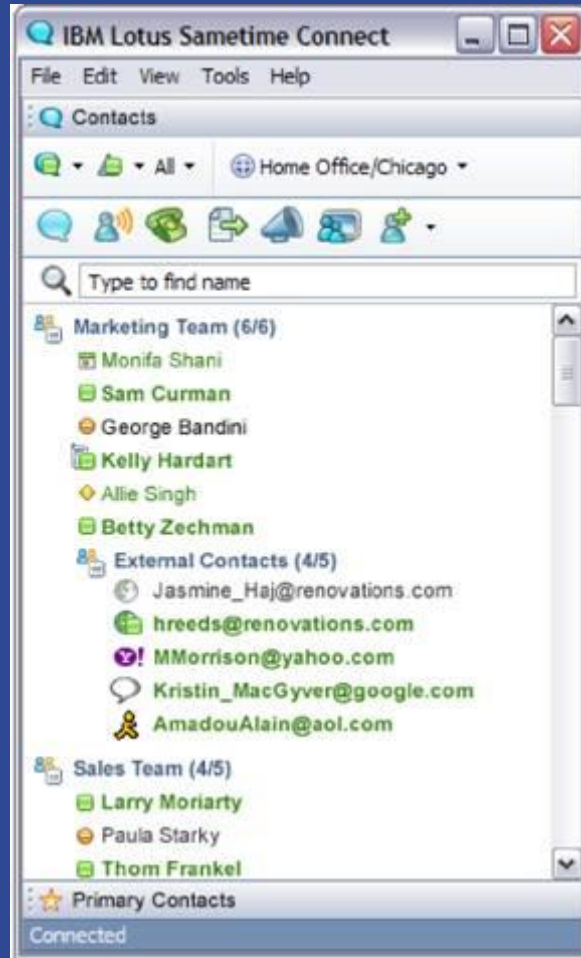 IBM Lotus Sametime Connect
File Edit View Tools Help
Contacts
All Home Office/Chicago
Type to find name
Marketing Team (6/6)
Monifa Shani
Sam Curman
George Bandini
Kelly Hardart
Allie Singh
Betty Zechman
External Contacts (4/5)
Jasmine_Haj@renovations.com
hreeds@renovations.com
Y! MMorrison@yahoo.com
Kristin_MacGyver@google.com
AmadouAlain@aol.com
Sales Team (4/5)
Larry Moriarty
Paula Starky
Thom Frankel
Primary Contacts
Connected